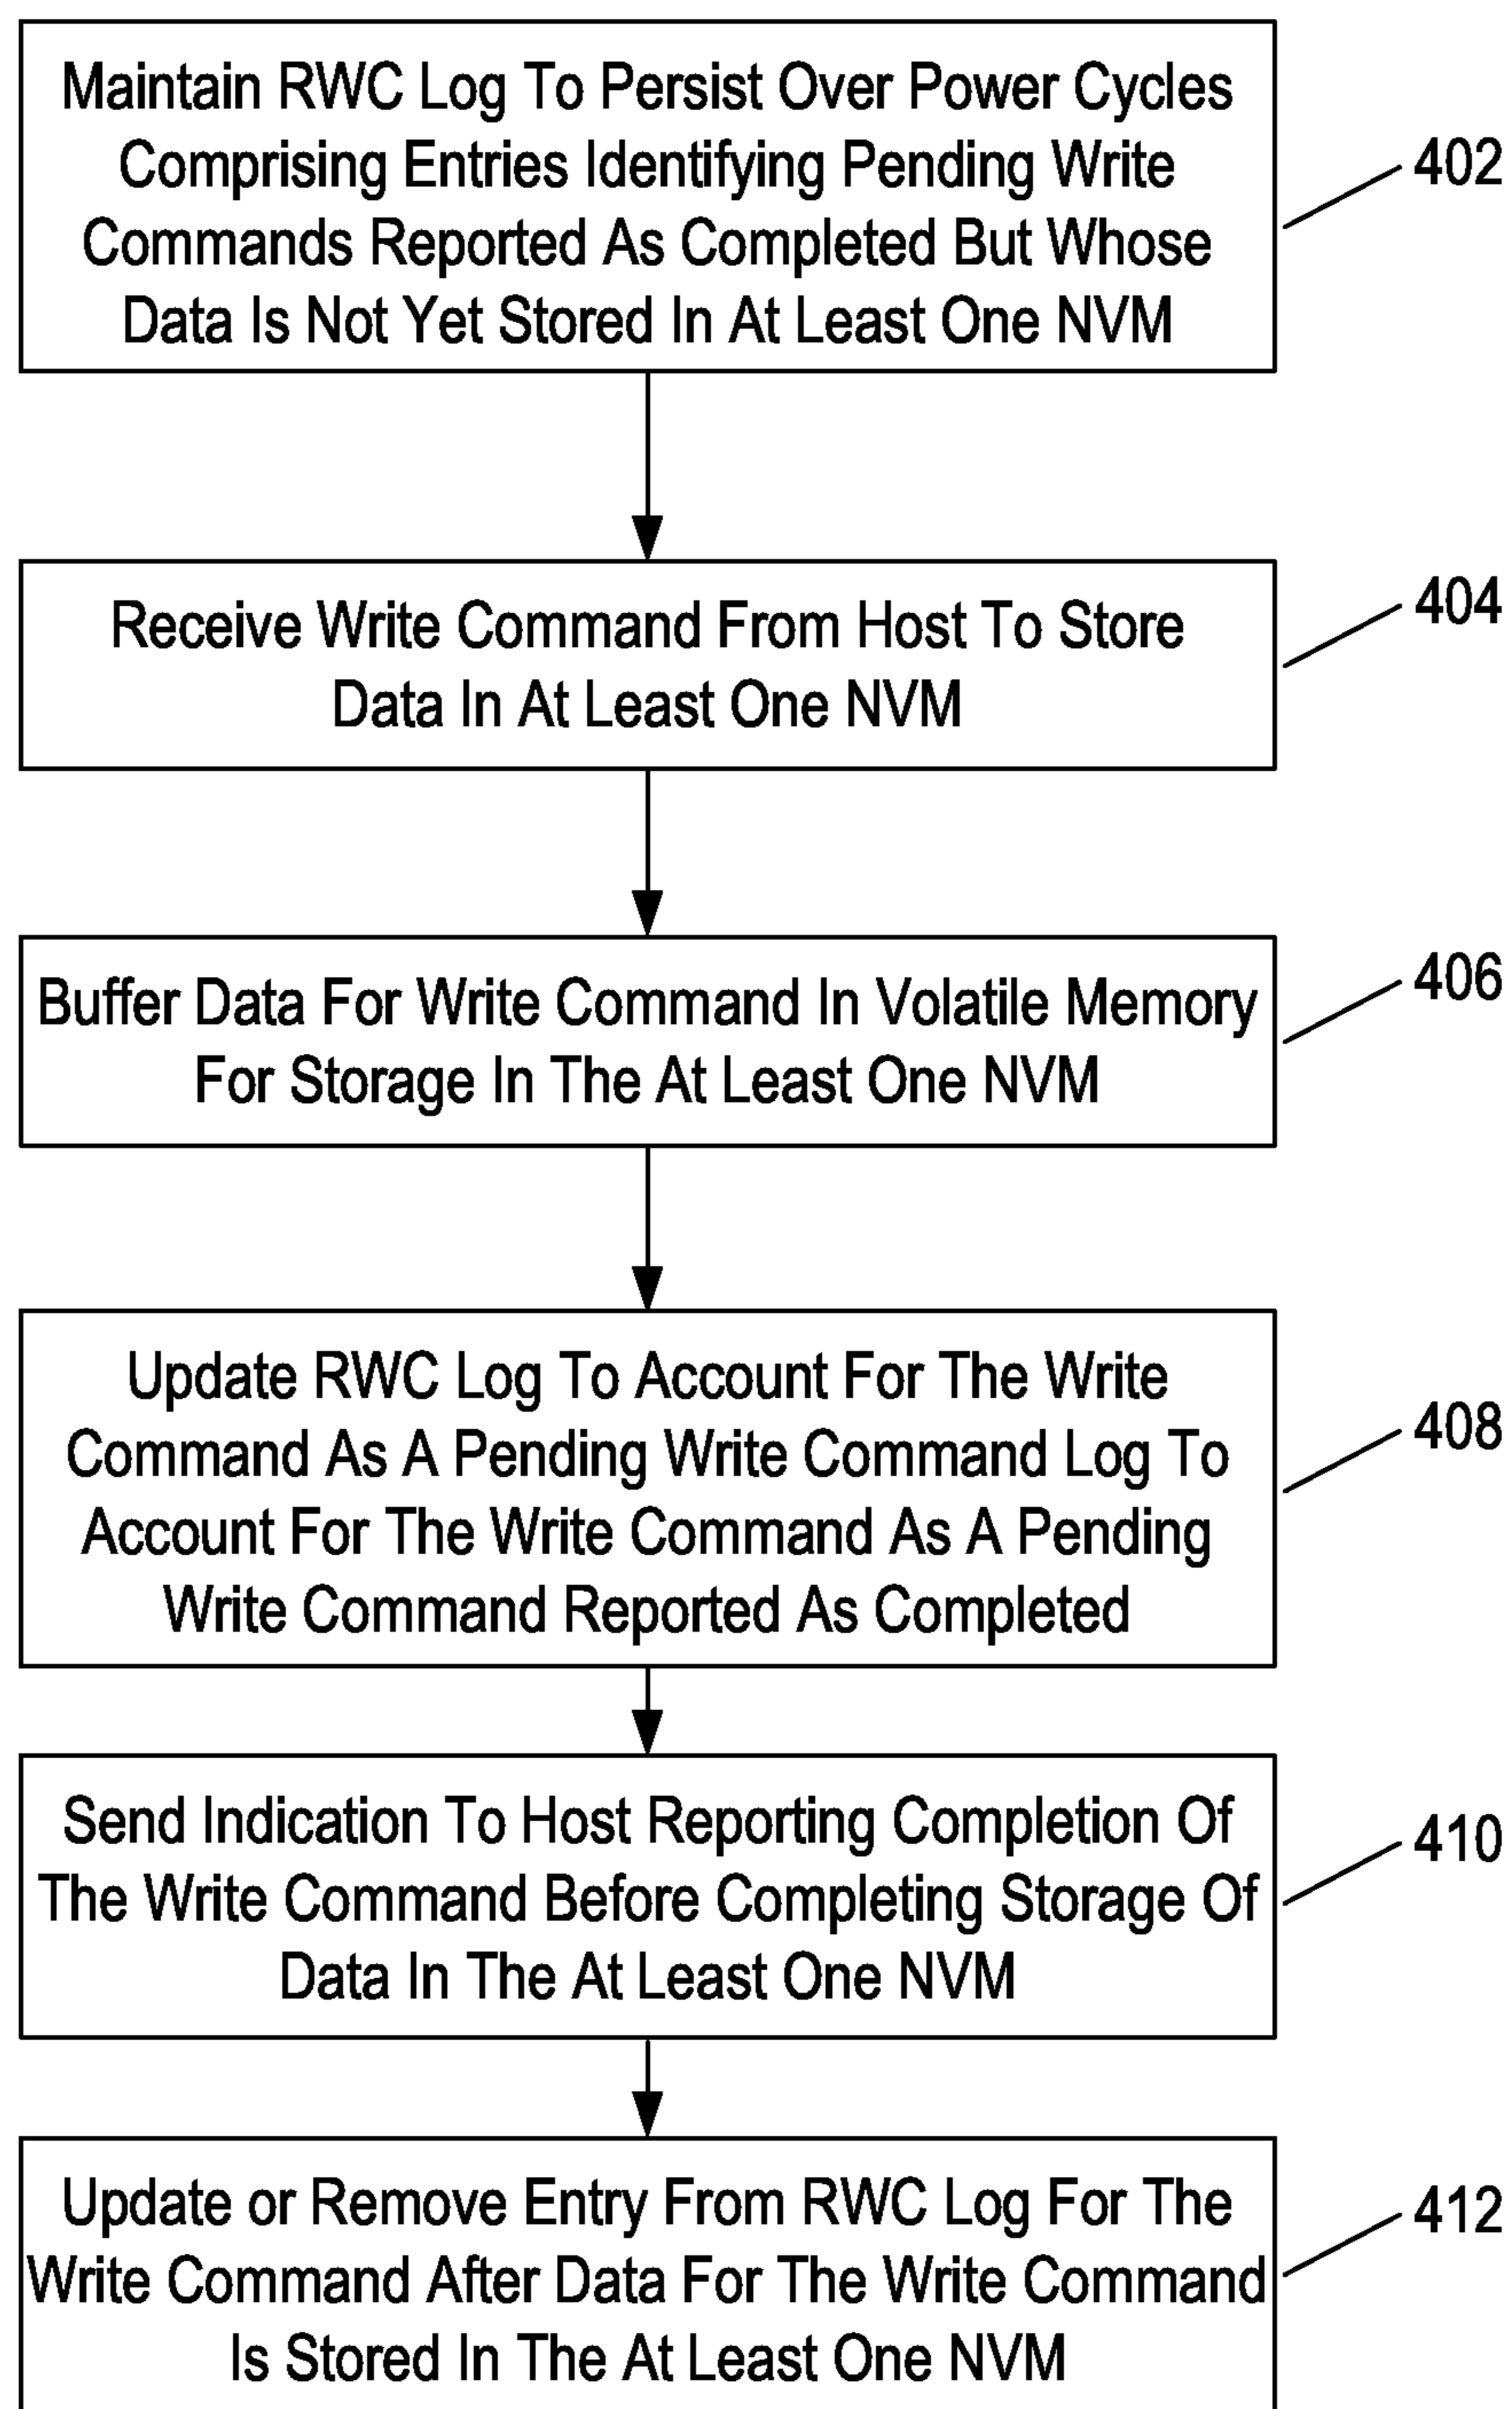 Maintain RWC Log To Persist Over Power Cycles
Comprising Entries Identifying Pending Write
Commands Reported As Completed But Whose
Data Is Not Yet Stored In At Least One NVM
402
Receive Write Command From Host To Store
Data In At Least One NVM
404
Buffer Data For Write Command In Volatile Memory
For Storage In The At Least One NVM
406
Update RWC Log To Account For The Write
Command As A Pending Write Command Log To
Account For The Write Command As A Pending
Write Command Reported As Completed
408
Send Indication To Host Reporting Completion Of
The Write Command Before Completing Storage Of
Data In The At Least One NVM
410
Update or Remove Entry From RWC Log For The
Write Command After Data For The Write Command
Is Stored In The At Least One NVM
412